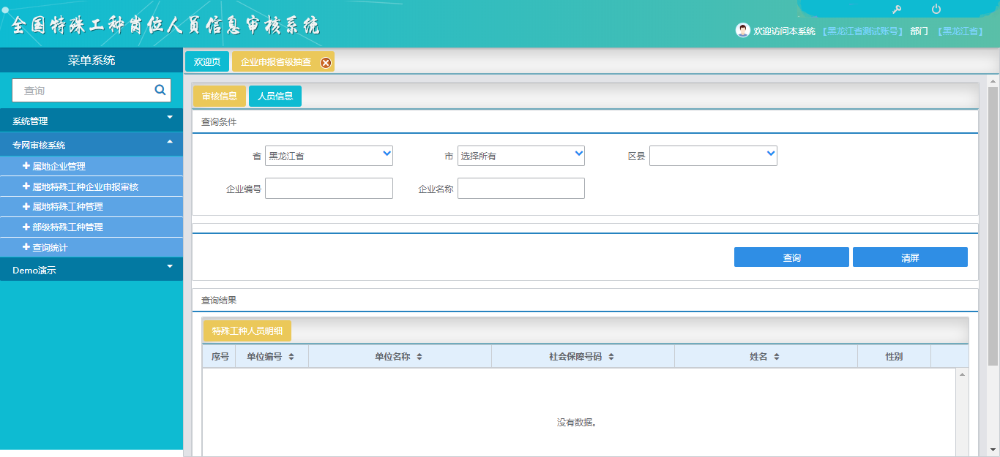 全国特殊工种岗位人员信息审核系统
欢迎访问本系统 【黑龙江省测试账号】 部门 【黑龙江省】
菜单系统
查询
系统管理
专网审核系统
属地企业管理
属地特殊工种企业申报审核
属地特殊工种管理
部级特殊工种管理
查询统计
Demo演示
欢迎页 企业申报省级抽查
审核信息 人员信息
查询条件
省 黑龙江省 市 选择所有 区县
企业编号 企业名称
查询 清屏
查询结果
特殊工种人员明细
序号 单位编号 单位名称 社会保障号码 姓名 性别
没有数据。